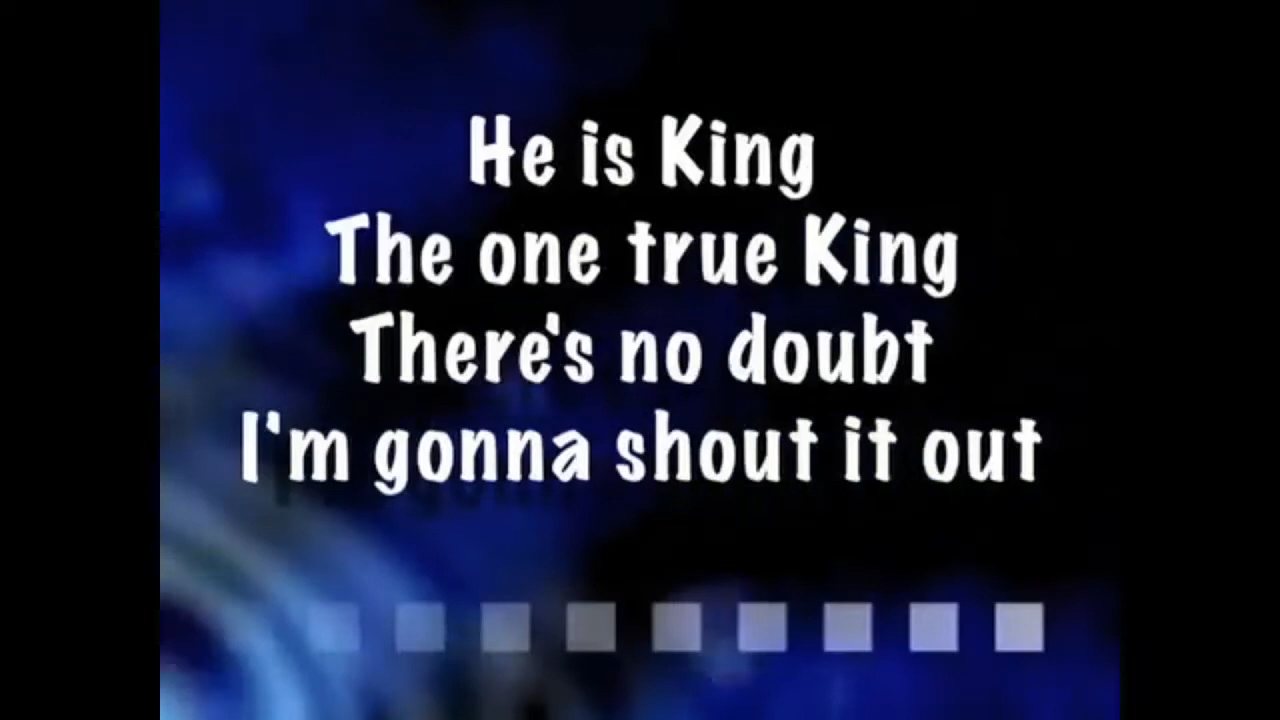 He is King
The one true King
There's no doubt
I'm gonna shout it out